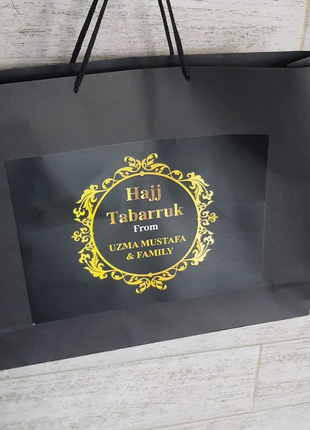 Hajj
Tabarruk
From
UZMA MUSTAFA
& FAMILY